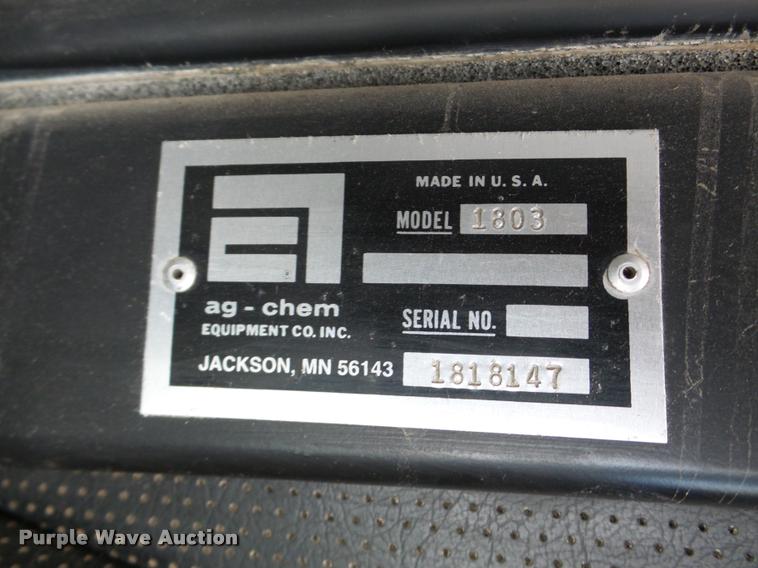 MADE IN U. S. A.
MODEL 1803
ag - chem
EQUIPMENT CO. INC.
SERIAL NO.
JACKSON, MN 56143 1818147
Purple Wave Auction